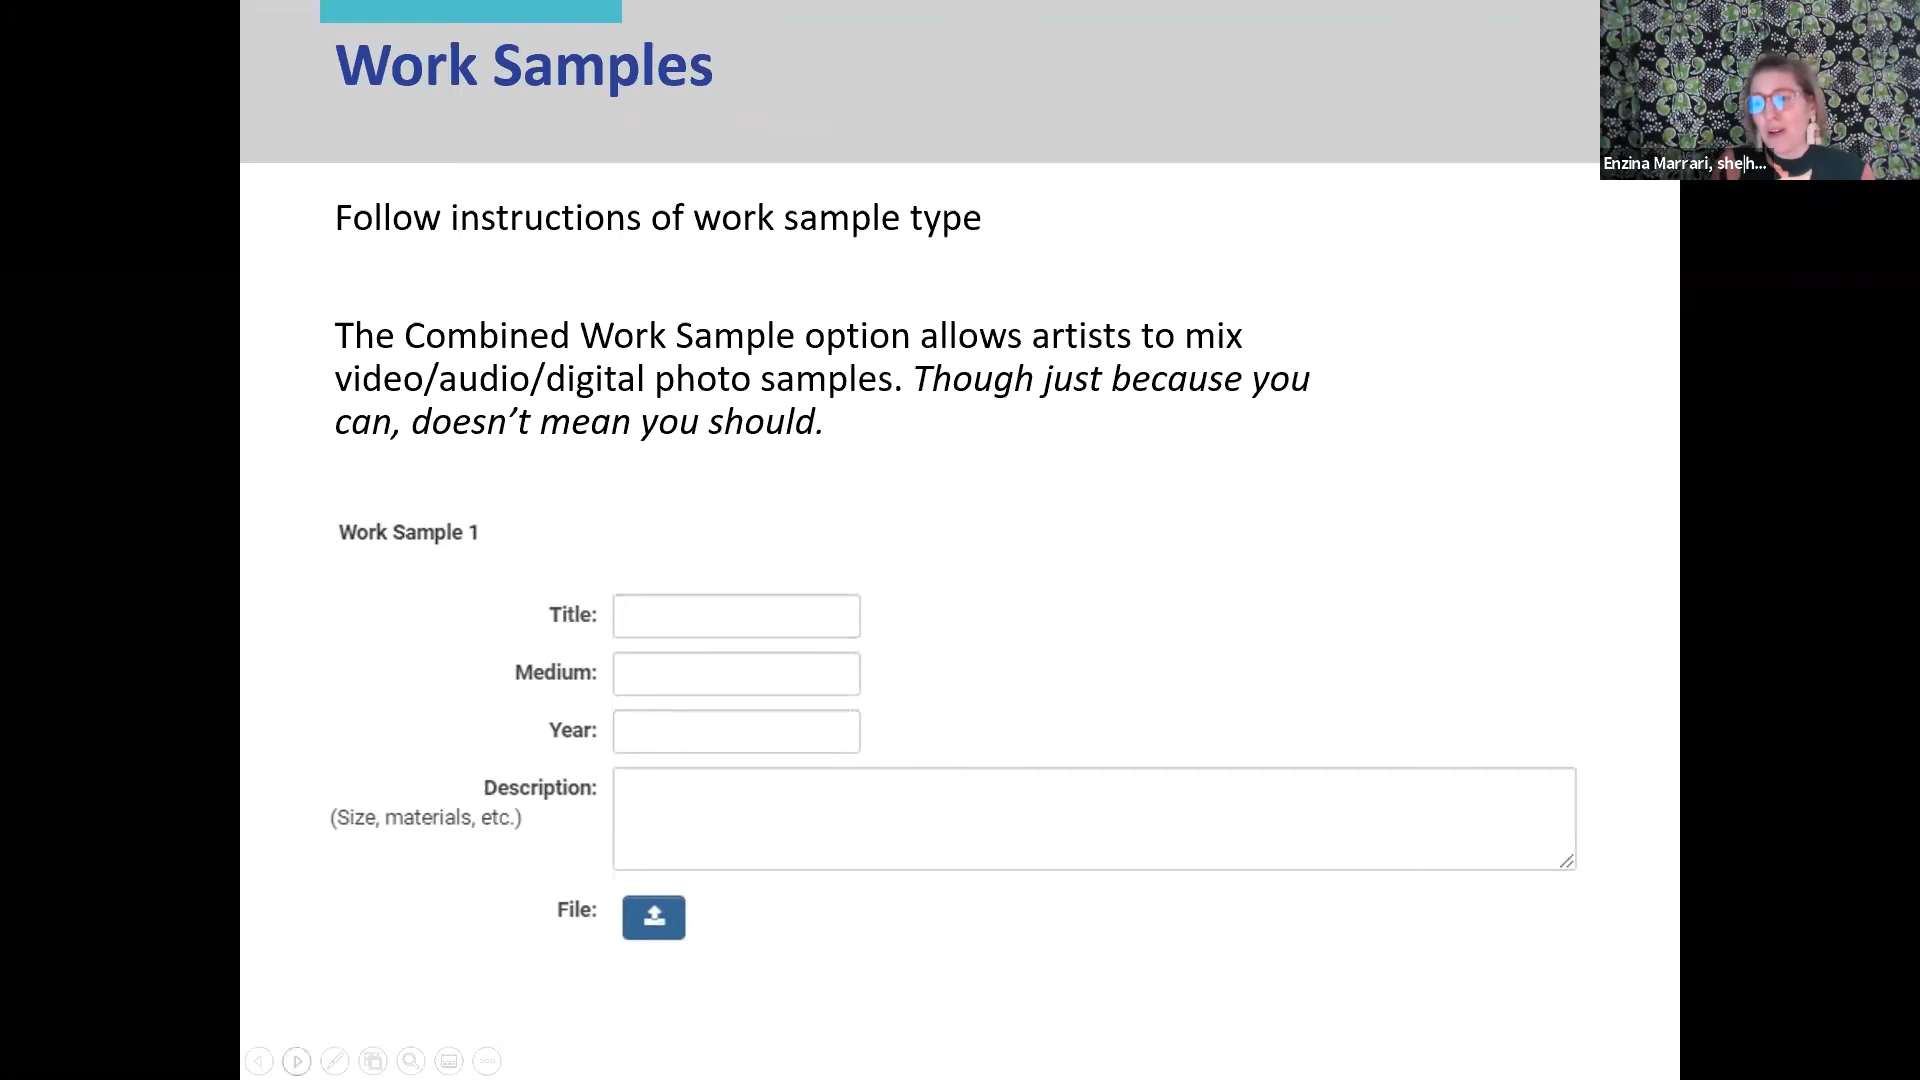 Work Samples
Enzina Marrari, she|h...
Follow instructions of work sample type
The Combined Work Sample option allows artists to mix
video/audio/digital photo samples. Though just because you
can, doesn’t mean you should.
Work Sample 1
Title:
Medium:
Year:
Description:
(Size, materials, etc.)
File: